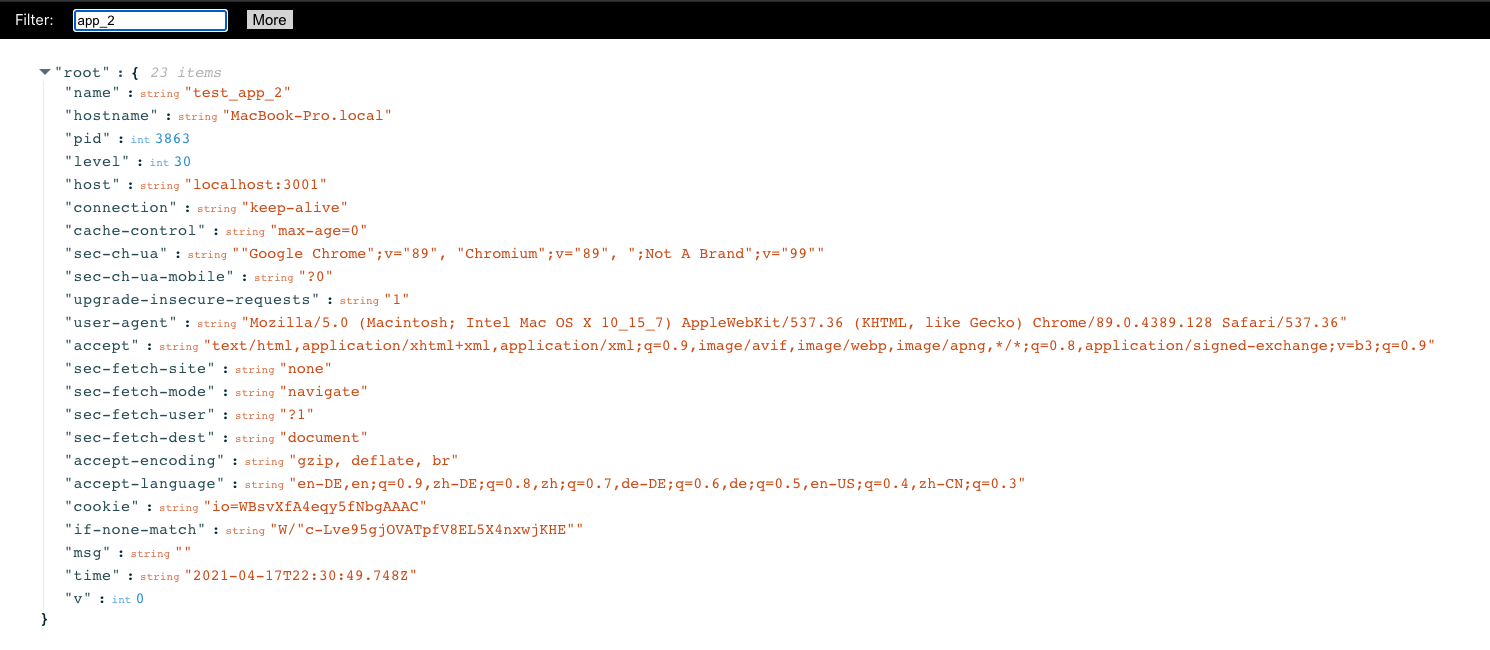 Filter: app_2 More
"root" : { 23 items
"name" : string "test_app_2"
"hostname" : string "MacBook-Pro.local"
"pid" : int 3863
"level" : int 30
"host" : string "localhost:3001"
"connection" : string "keep-alive"
"cache-control" : string "max-age=0"
"sec-ch-ua" : string ""Google Chrome";v="89", "Chromium";v="89", ";Not A Brand";v="99""
"sec-ch-ua-mobile" : string "?0"
"upgrade-insecure-requests" : string "1"
"user-agent" : string "Mozilla/5.0 (Macintosh; Intel Mac OS X 10_15_7) AppleWebKit/537.36 (KHTML, like Gecko) Chrome/89.0.4389.128 Safari/537.36"
"accept" : string "text/html,application/xhtml+xml,application/xml;q=0.9,image/avif,image/webp,image/apng,*/*;q=0.8,application/signed-exchange;v=b3;q=0.9"
"sec-fetch-site" : string "none"
"sec-fetch-mode" : string "navigate"
"sec-fetch-user" : string "?1"
"sec-fetch-dest" : string "document"
"accept-encoding" : string "gzip, deflate, br"
"accept-language" : string "en-DE,en;q=0.9,zh-DE;q=0.8,zh;q=0.7,de-DE;q=0.6,de;q=0.5,en-US;q=0.4,zh-CN;q=0.3"
"cookie" : string "io=WBsvXfA4eqy5fNbgAAAC"
"if-none-match" : string "W/"c-Lve95gjOVATpfV8EL5X4nxwjKHE""
"msg" : string ""
"time" : string "2021-04-17T22:30:49.748Z"
"v" : int 0
}